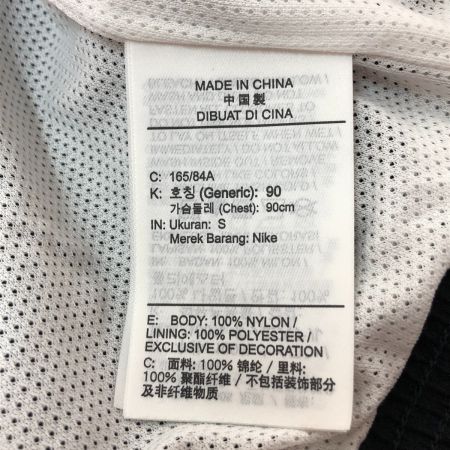 MADE IN CHINA
中国製
DIBUAT DI CINA
C: 165/84A
K: 호칭 (Generic): 90
가슴둘레 (Chest): 90cm
IN: Ukuran: S
Merek Barang: Nike
E: BODY: 100% NYLON /
LINING: 100% POLYESTER /
EXCLUSIVE OF DECORATION
C: 面料: 100% 锦纶 / 里料:
100% 聚酯纤维 / 不包括装饰部分
及非纤维物质